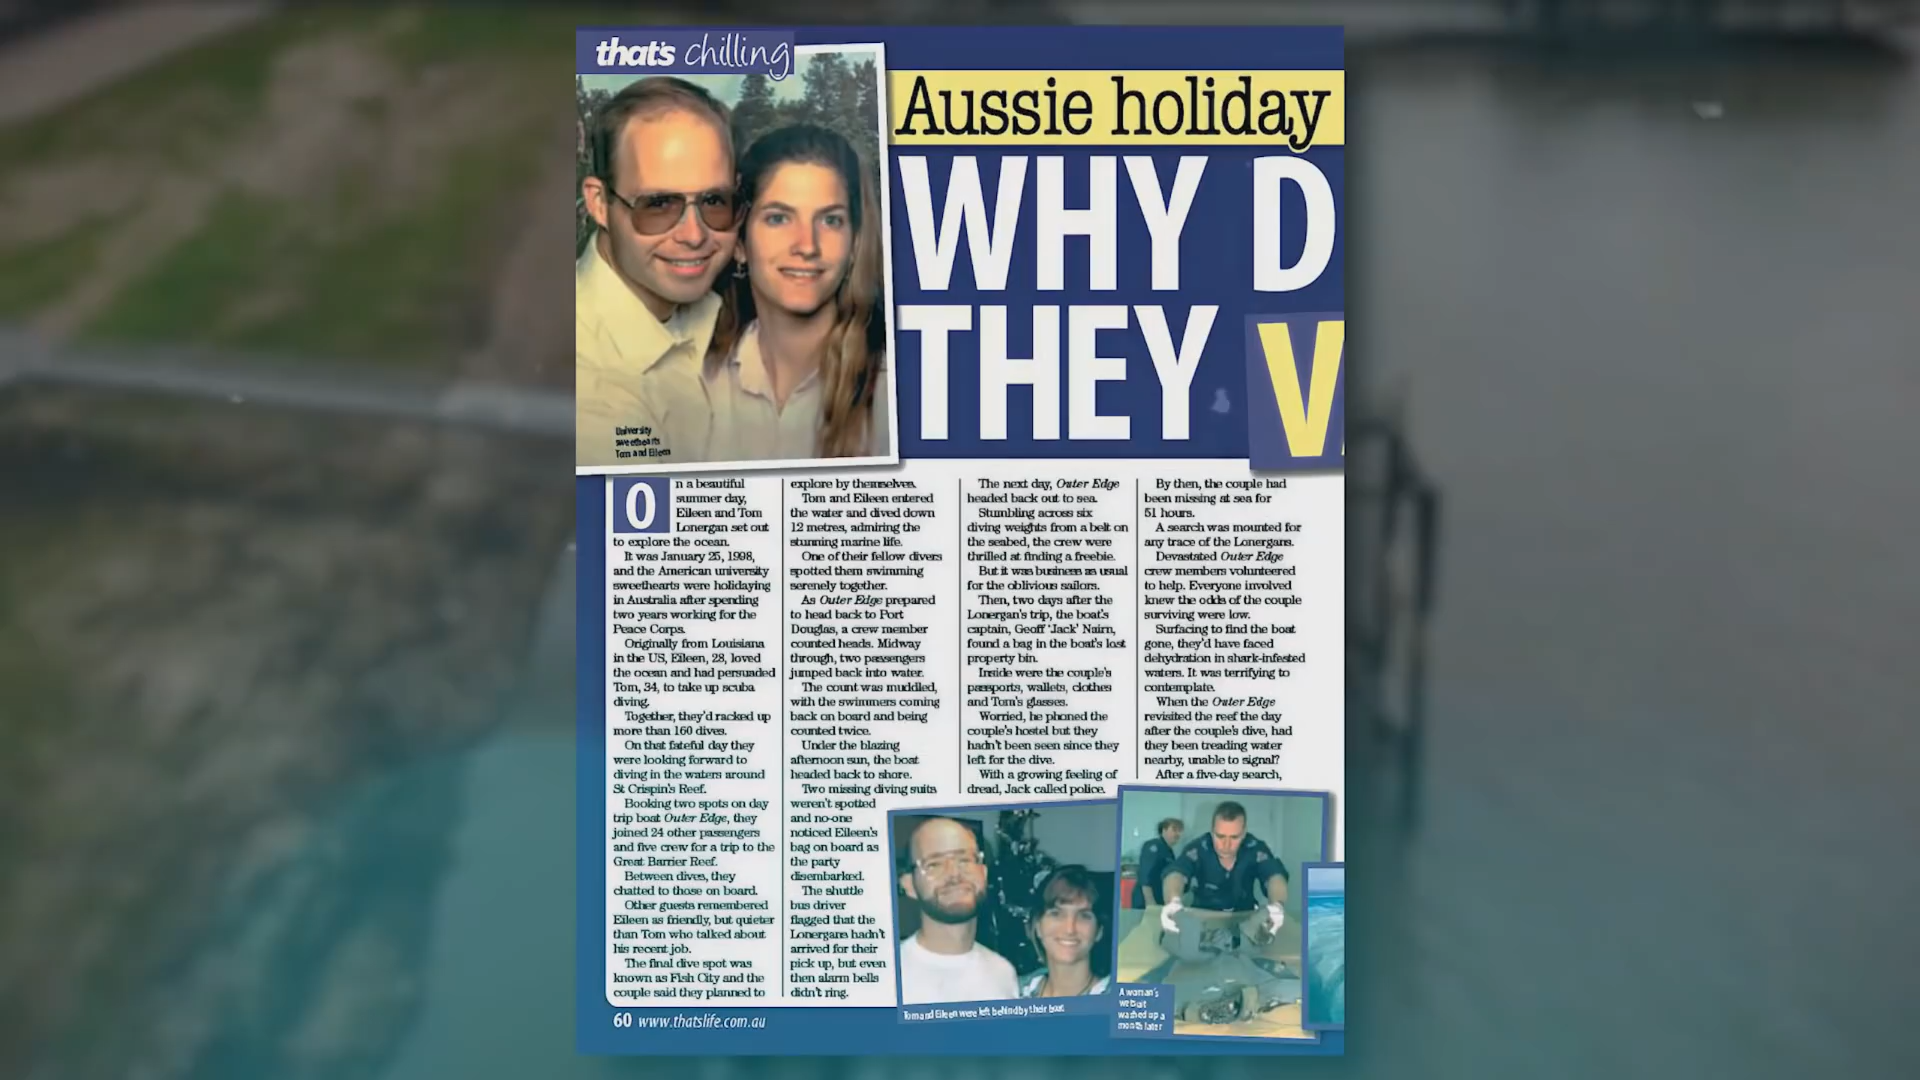 that's chilling
Aussie holiday
WHY D
THEY V
University
sweethearts
Tom and Eileen
On a beautiful
summer day,
Eileen and Tom
Lonergan set out
to explore the ocean.
It was January 25, 1998,
and the American university
sweethearts were holidaying
in Australia after spending
two years working for the
Peace Corps.
Originally from Louisiana
in the US, Eileen, 28, loved
the ocean and had persuaded
Tom, 34, to take up scuba
diving.
Together, they'd racked up
more than 160 dives.
On that fateful day they
were looking forward to
diving in the waters around
St Crispin's Reef.
Booking two spots on day
trip boat Outer Edge, they
joined 24 other passengers
and five crew for a trip to the
Great Barrier Reef.
Between dives, they
chatted to those on board.
Other guests remembered
Eileen as friendly, but quieter
than Tom who talked about
his recent job.
The final dive spot was
known as Fish City and the
couple said they planned to
explore by themselves.
Tom and Eileen entered
the water and dived down
12 metres, admiring the
stunning marine life.
One of their fellow divers
spotted them swimming
serenely together.
As Outer Edge prepared
to head back to Port
Douglas, a crew member
counted heads. Midway
through, two passengers
jumped back into water.
The count was muddled,
with the swimmers coming
back on board and being
counted twice.
Under the blazing
afternoon sun, the boat
headed back to shore.
Two missing diving suits
weren't spotted
and no-one
noticed Eileen's
bag on board as
the party
disembarked.
The shuttle
bus driver
flagged that the
Lonergans hadn't
arrived for their
pick up, but even
then alarm bells
didn't ring.
The next day, Outer Edge
headed back out to sea.
Stumbling across six
diving weights from a belt on
the seabed, the crew were
thrilled at finding a freebie.
But it was business as usual
for the oblivious sailors.
Then, two days after the
Lonergan's trip, the boat's
captain, Geoff 'Jack' Nairn,
found a bag in the boat's lost
property bin.
Inside were the couple's
passports, wallets, clothes
and Tom's glasses.
Worried, he phoned the
couple's hostel but they
hadn't been seen since they
left for the dive.
With a growing feeling of
dread, Jack called police.
By then, the couple had
been missing at sea for
51 hours.
A search was mounted for
any trace of the Lonergans.
Devastated Outer Edge
crew members volunteered
to help. Everyone involved
knew the odds of the couple
surviving were low.
Surfacing to find the boat
gone, they'd have faced
dehydration in shark-infested
waters. It was terrifying to
contemplate.
When the Outer Edge
revisited the reef the day
after the couple's dive, had
they been treading water
nearby, unable to signal?
After a five-day search,
Tom and Eileen were left behind by their boat
A woman's
wetsuit
washed up a
month later
60 www.thatslife.com.au